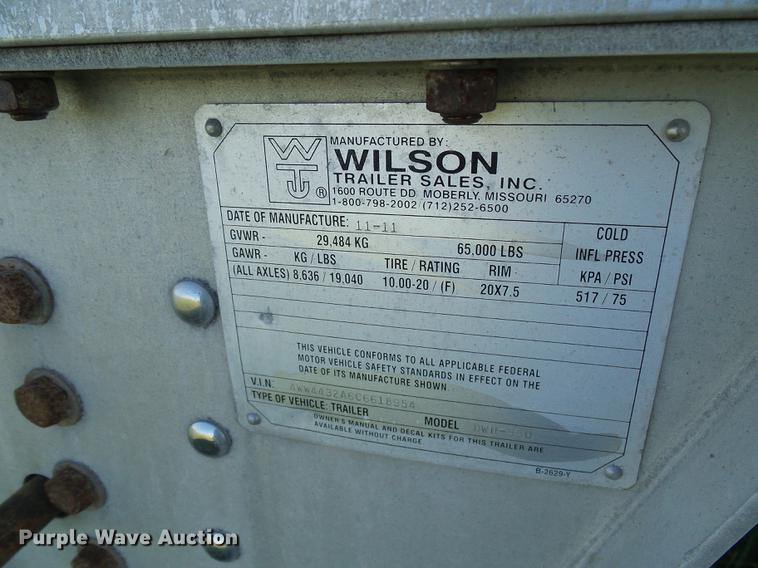 MANUFACTURED BY:
WILSON
TRAILER SALES, INC.
1600 ROUTE DD MOBERLY, MISSOURI 65270
1-800-798-2002 (712)252-6500
W
T
®
DATE OF MANUFACTURE: 11-11
COLD
GVWR - 29,484 KG 65,000 LBS
INFL PRESS
GAWR - KG / LBS TIRE / RATING RIM
KPA / PSI
(ALL AXLES) 8,636 / 19,040 10.00-20 / (F) 20X7.5 517 / 75
THIS VEHICLE CONFORMS TO ALL APPLICABLE FEDERAL
MOTOR VEHICLE SAFETY STANDARDS IN EFFECT ON THE
DATE OF ITS MANUFACTURE SHOWN.
V.I.N. 4WW4432A6C6618954
TYPE OF VEHICLE: TRAILER MODEL
OWNER'S MANUAL AND DECAL KITS FOR THIS TRAILER ARE
AVAILABLE WITHOUT CHARGE
B-2629-Y
Purple Wave Auction